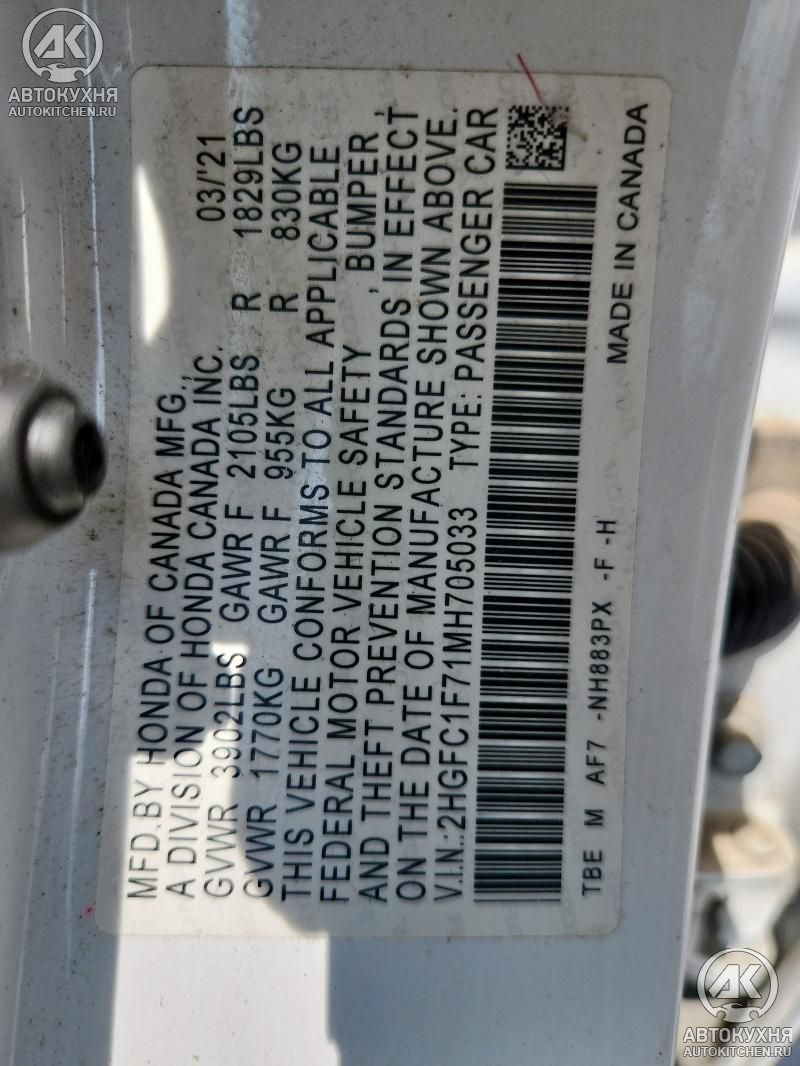 АВТОКУХНЯ
AUTOKITCHEN.RU
MFD.BY HONDA OF CANADA MFG., 03/'21
A DIVISION OF HONDA CANADA INC.
GVWR 3902LBS GAWR F 2105LBS R 1829LBS
GVWR 1770KG GAWR F 955KG R 830KG
THIS VEHICLE CONFORMS TO ALL APPLICABLE
FEDERAL MOTOR VEHICLE SAFETY , BUMPER ,
AND THEFT PREVENTION STANDARDS IN EFFECT
ON THE DATE OF MANUFACTURE SHOWN ABOVE.
V.I.N.:2HGFC1F71MH705033 TYPE: PASSENGER CAR
TBE M AF7 -NH883PX -F -H MADE IN CANADA
АВТОКУХНЯ
AUTOKITCHEN.RU